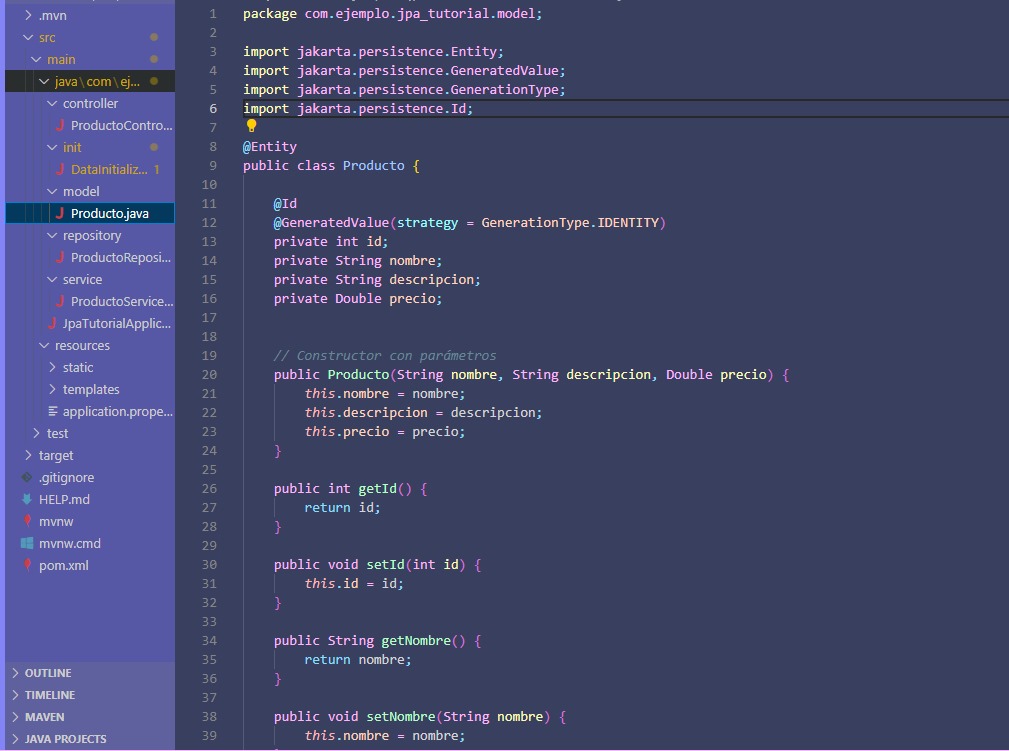 .mvn
src
main
java\com\ej...
controller
ProductoContro...
init
DataInitializ... 1
model
Producto.java
repository
ProductoReposi...
service
ProductoService...
JpaTutorialApplic...
resources
static
templates
application.prope...
test
target
.gitignore
HELP.md
mvnw
mvnw.cmd
pom.xml
OUTLINE
TIMELINE
MAVEN
JAVA PROJECTS
1 package com.ejemplo.jpa_tutorial.model;
2
3 import jakarta.persistence.Entity;
4 import jakarta.persistence.GeneratedValue;
5 import jakarta.persistence.GenerationType;
6 import jakarta.persistence.Id;
7
8 @Entity
9 public class Producto {
10
11 @Id
12 @GeneratedValue(strategy = GenerationType.IDENTITY)
13 private int id;
14 private String nombre;
15 private String descripcion;
16 private Double precio;
17
18
19 // Constructor con parámetros
20 public Producto(String nombre, String descripcion, Double precio) {
21 this.nombre = nombre;
22 this.descripcion = descripcion;
23 this.precio = precio;
24 }
25
26 public int getId() {
27 return id;
28 }
29
30 public void setId(int id) {
31 this.id = id;
32 }
33
34 public String getNombre() {
35 return nombre;
36 }
37
38 public void setNombre(String nombre) {
39 this.nombre = nombre;